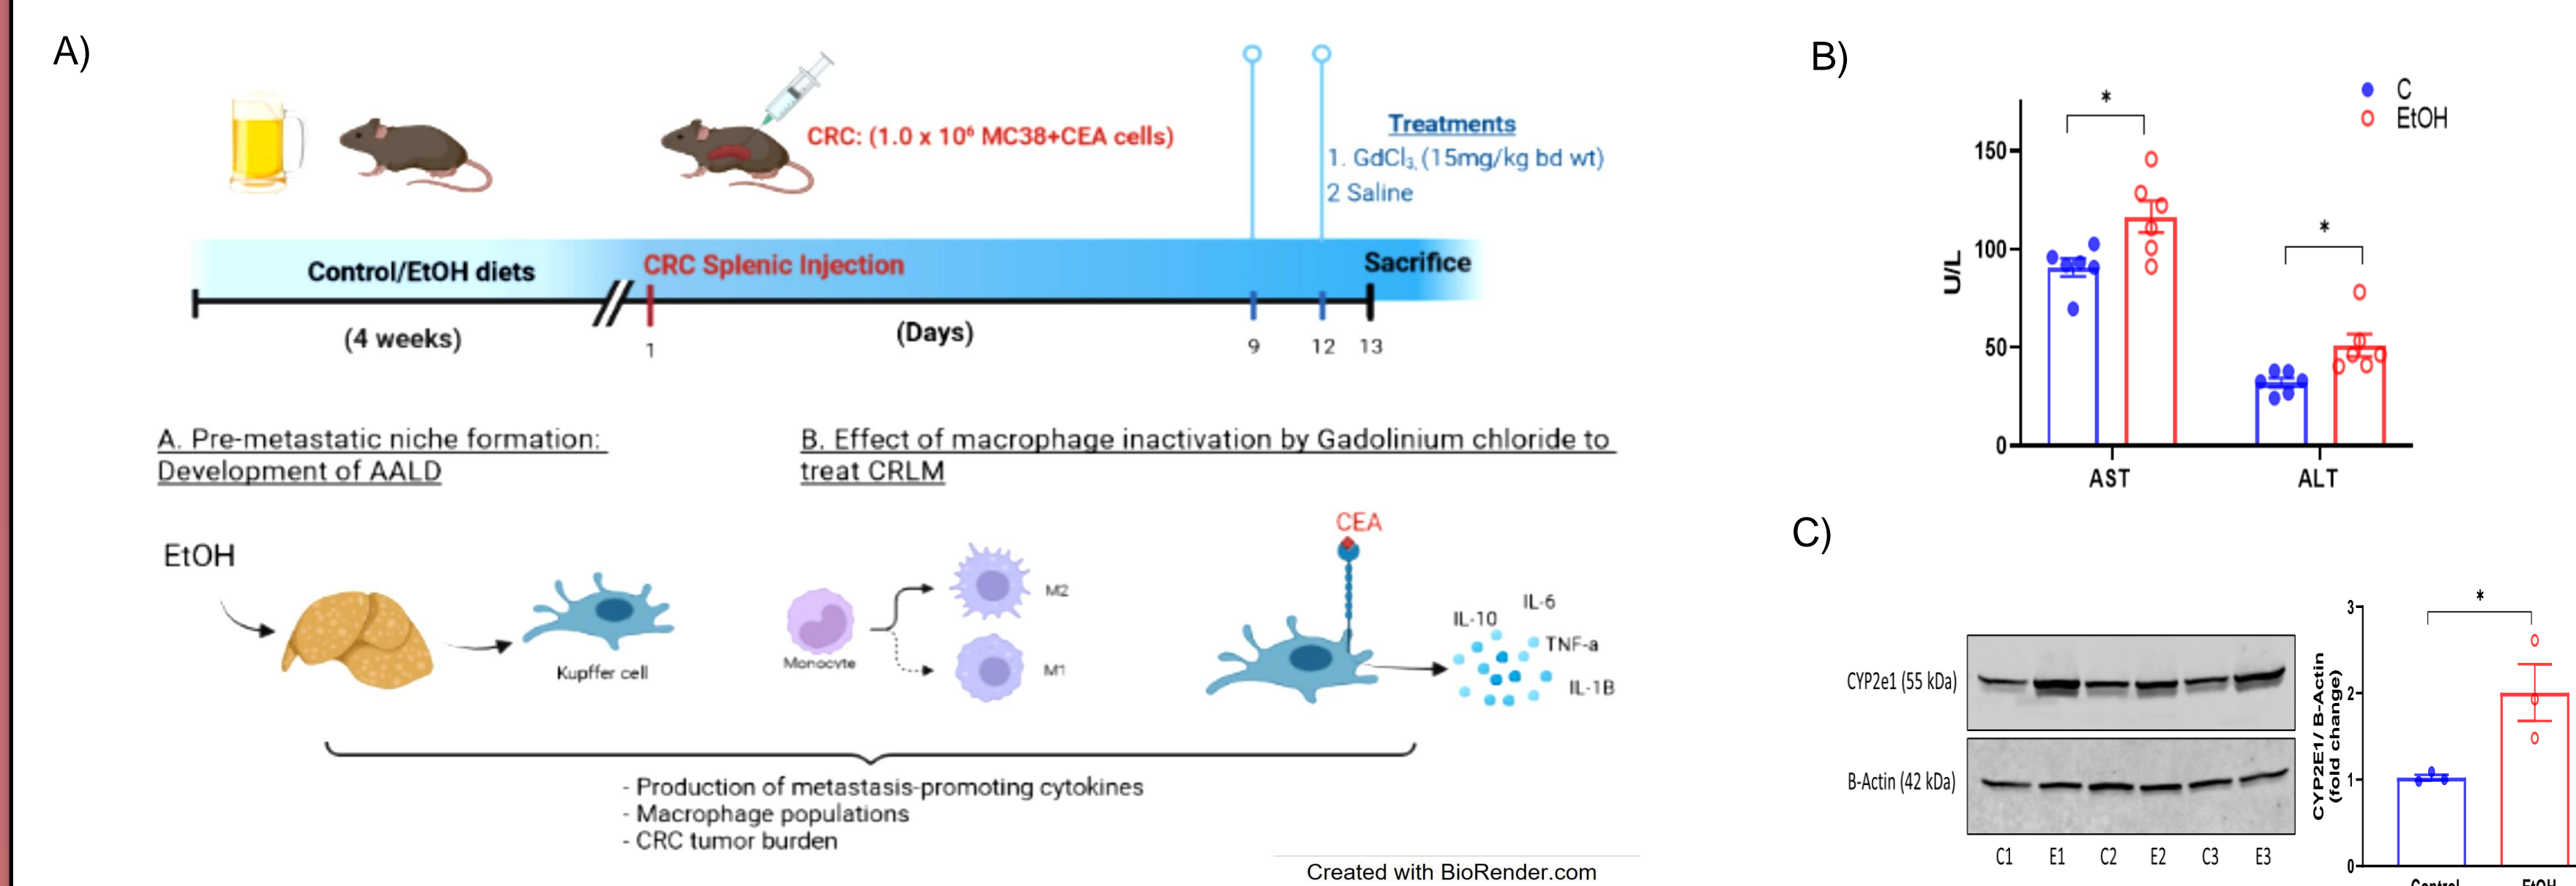 A)
CRC: (1.0 x 10⁶ MC38+CEA cells)
Treatments
1. GdCl₃, (15mg/kg bd wt)
2 Saline
Control/EtOH diets
CRC Splenic Injection
Sacrifice
(4 weeks)
(Days)
1
9
12
13
A. Pre-metastatic niche formation:
Development of AALD
B. Effect of macrophage inactivation by Gadolinium chloride to
treat CRLM
EtOH
Kupffer cell
Monocyte
M2
M1
CEA
IL-10
IL-6
TNF-a
IL-1B
- Production of metastasis-promoting cytokines
- Macrophage populations
- CRC tumor burden
Created with BioRender.com
B)
C
EtOH
*
*
U/L
150
100
50
0
AST
ALT
C)
CYP2e1 (55 kDa)
B-Actin (42 kDa)
C1 E1 C2 E2 C3 E3
CYP2E1/ B-Actin
(fold change)
*
3
2
1
0
Control
EtOH